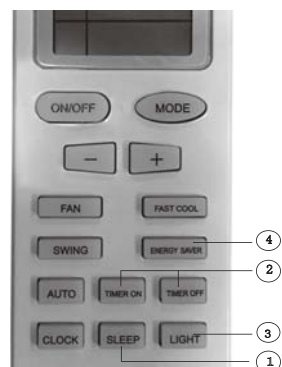 ON/OFF MODE
- +
FAN FAST COOL
SWING ENERGY SAVER
4
2
AUTO TIMER ON TIMER OFF
3
CLOCK SLEEP LIGHT
1